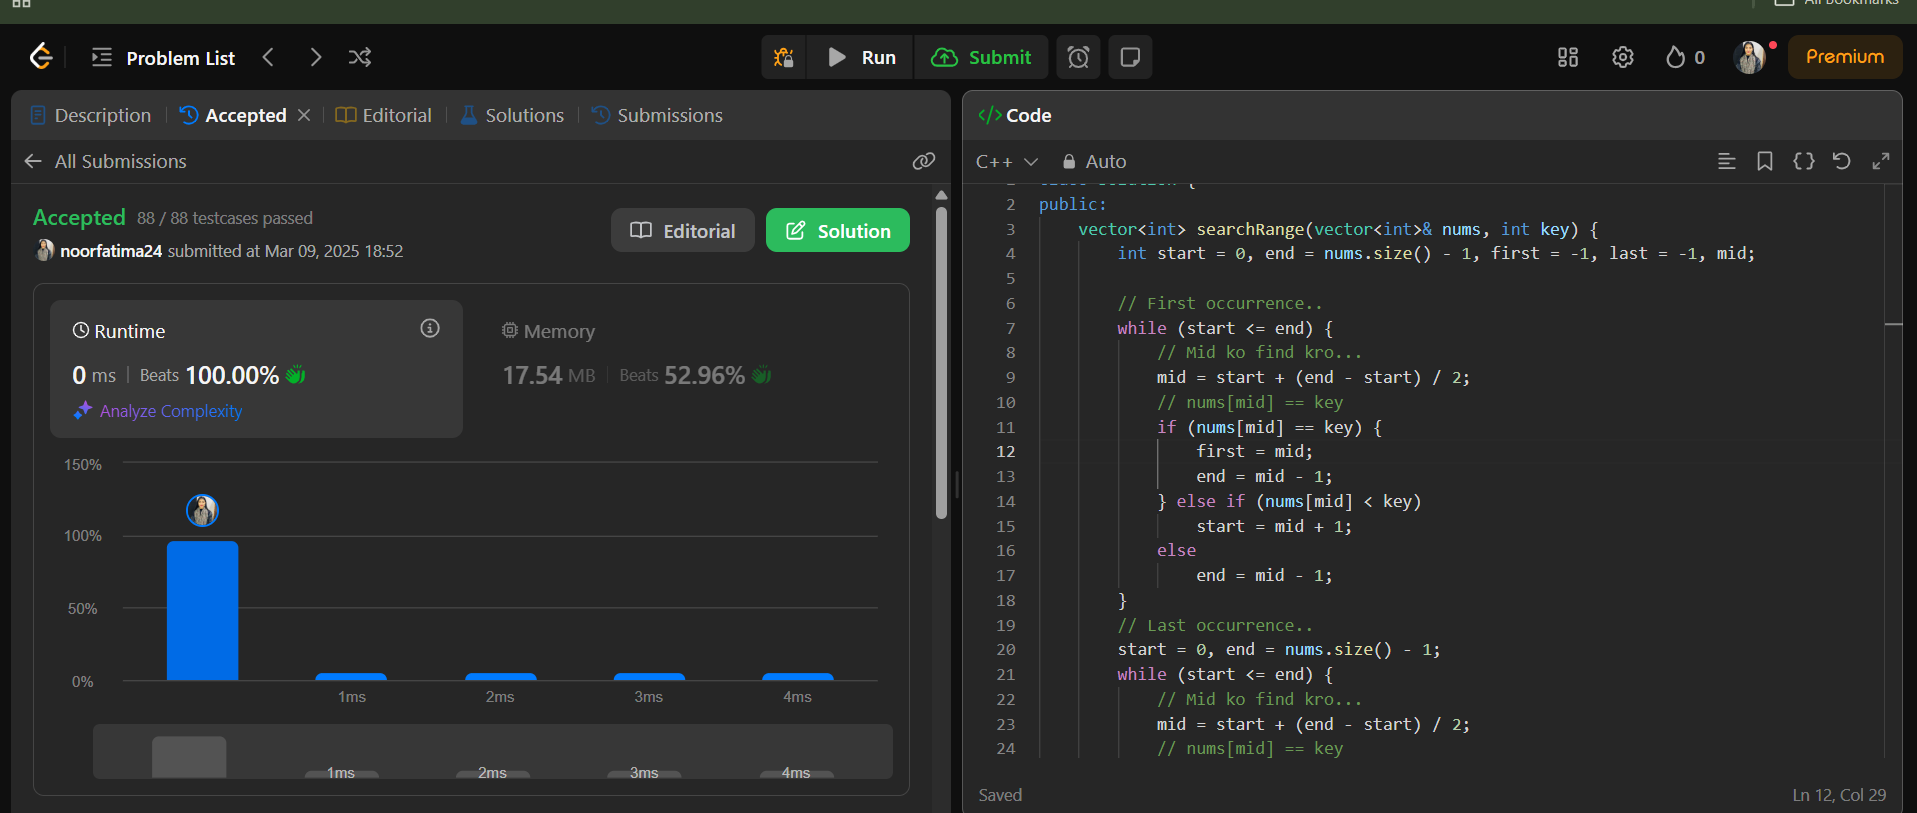 All Bookmarks
Problem List
Run
Submit
0
Premium
Description
Accepted
Editorial
Solutions
Submissions
All Submissions
Accepted 88 / 88 testcases passed
noorfatima24 submitted at Mar 09, 2025 18:52
Editorial
Solution
Runtime
0 ms | Beats 100.00%
Analyze Complexity
Memory
17.54 MB | Beats 52.96%
150%
100%
50%
0%
1ms 2ms 3ms 4ms
1ms 2ms 3ms 4ms
</> Code
C++ Auto
1 class Solution {
2 public:
3 vector<int> searchRange(vector<int>& nums, int key) {
4 int start = 0, end = nums.size() - 1, first = -1, last = -1, mid;
5
6 // First occurrence..
7 while (start <= end) {
8 // Mid ko find kro...
9 mid = start + (end - start) / 2;
10 // nums[mid] == key
11 if (nums[mid] == key) {
12 first = mid;
13 end = mid - 1;
14 } else if (nums[mid] < key)
15 start = mid + 1;
16 else
17 end = mid - 1;
18 }
19 // Last occurrence..
20 start = 0, end = nums.size() - 1;
21 while (start <= end) {
22 // Mid ko find kro...
23 mid = start + (end - start) / 2;
24 // nums[mid] == key
Saved
Ln 12, Col 29